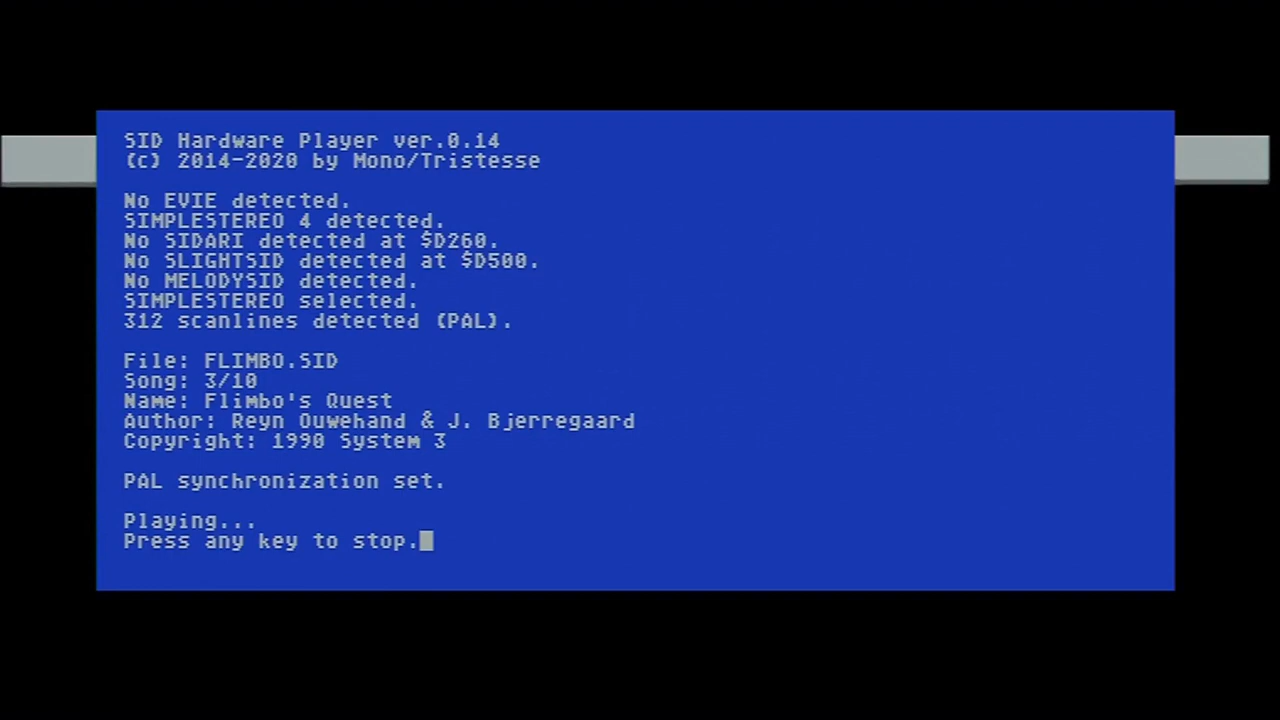 SID Hardware Player ver.0.14
(c) 2014-2020 by Mono/Tristesse
No EVIE detected.
SIMPLESTEREO 4 detected.
No SIDARI detected at $D260.
No SLIGHTSID detected at $D500.
No MELODYSID detected.
SIMPLESTEREO selected.
312 scanlines detected (PAL).
File: FLIMBO.SID
Song: 3/10
Name: Flimbo's Quest
Author: Reyn Ouwehand & J. Bjerregaard
Copyright: 1990 System 3
PAL synchronization set.
Playing...
Press any key to stop.